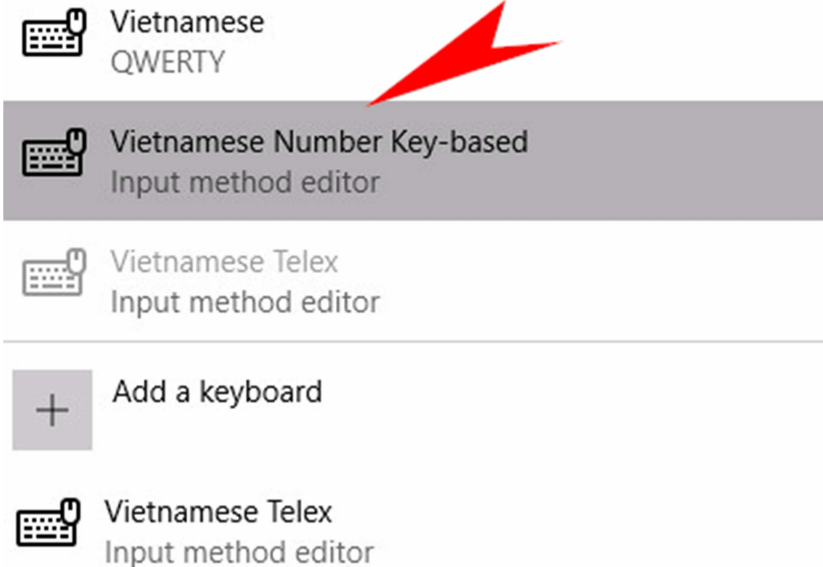 Vietnamese
QWERTY
Vietnamese Number Key-based
Input method editor
Vietnamese Telex
Input method editor
Add a keyboard
Vietnamese Telex
Input method editor